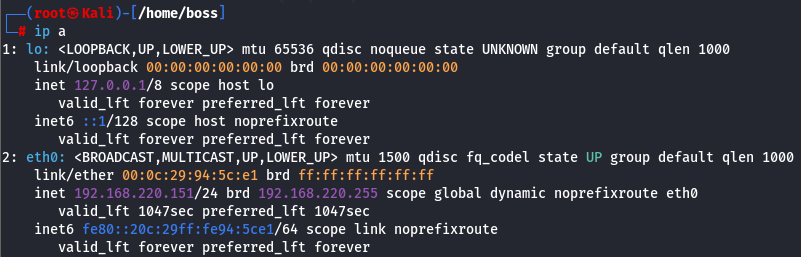 ┌──(root㉿Kali)-[/home/boss]
└─# ip a
1: lo: <LOOPBACK,UP,LOWER_UP> mtu 65536 qdisc noqueue state UNKNOWN group default qlen 1000
    link/loopback 00:00:00:00:00:00 brd 00:00:00:00:00:00
    inet 127.0.0.1/8 scope host lo
       valid_lft forever preferred_lft forever
    inet6 ::1/128 scope host noprefixroute
       valid_lft forever preferred_lft forever
2: eth0: <BROADCAST,MULTICAST,UP,LOWER_UP> mtu 1500 qdisc fq_codel state UP group default qlen 1000
    link/ether 00:0c:29:94:5c:e1 brd ff:ff:ff:ff:ff:ff
    inet 192.168.220.151/24 brd 192.168.220.255 scope global dynamic noprefixroute eth0
       valid_lft 1047sec preferred_lft 1047sec
    inet6 fe80::20c:29ff:fe94:5ce1/64 scope link noprefixroute
       valid_lft forever preferred_lft forever